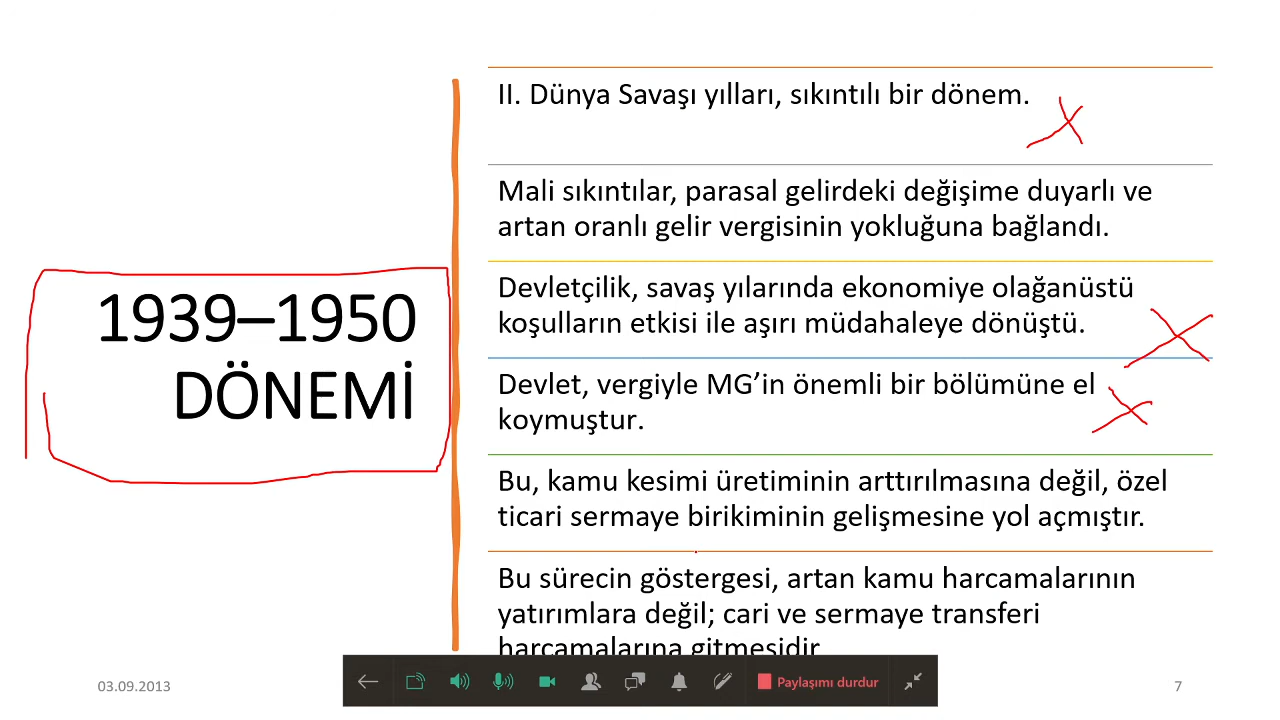 1939–1950
DÖNEMİ
II. Dünya Savaşı yılları, sıkıntılı bir dönem.
Mali sıkıntılar, parasal gelirdeki değişime duyarlı ve
artan oranlı gelir vergisinin yokluğuna bağlandı.
Devletçilik, savaş yılarında ekonomiye olağanüstü
koşulların etkisi ile aşırı müdahaleye dönüştü.
Devlet, vergiyle MG’in önemli bir bölümüne el
koymuştur.
Bu, kamu kesimi üretiminin arttırılmasına değil, özel
ticari sermaye birikiminin gelişmesine yol açmıştır.
Bu sürecin göstergesi, artan kamu harcamalarının
yatırımlara değil; cari ve sermaye transferi
harcamalarına gitmesidir.
Paylaşımı durdur
03.09.2013
7